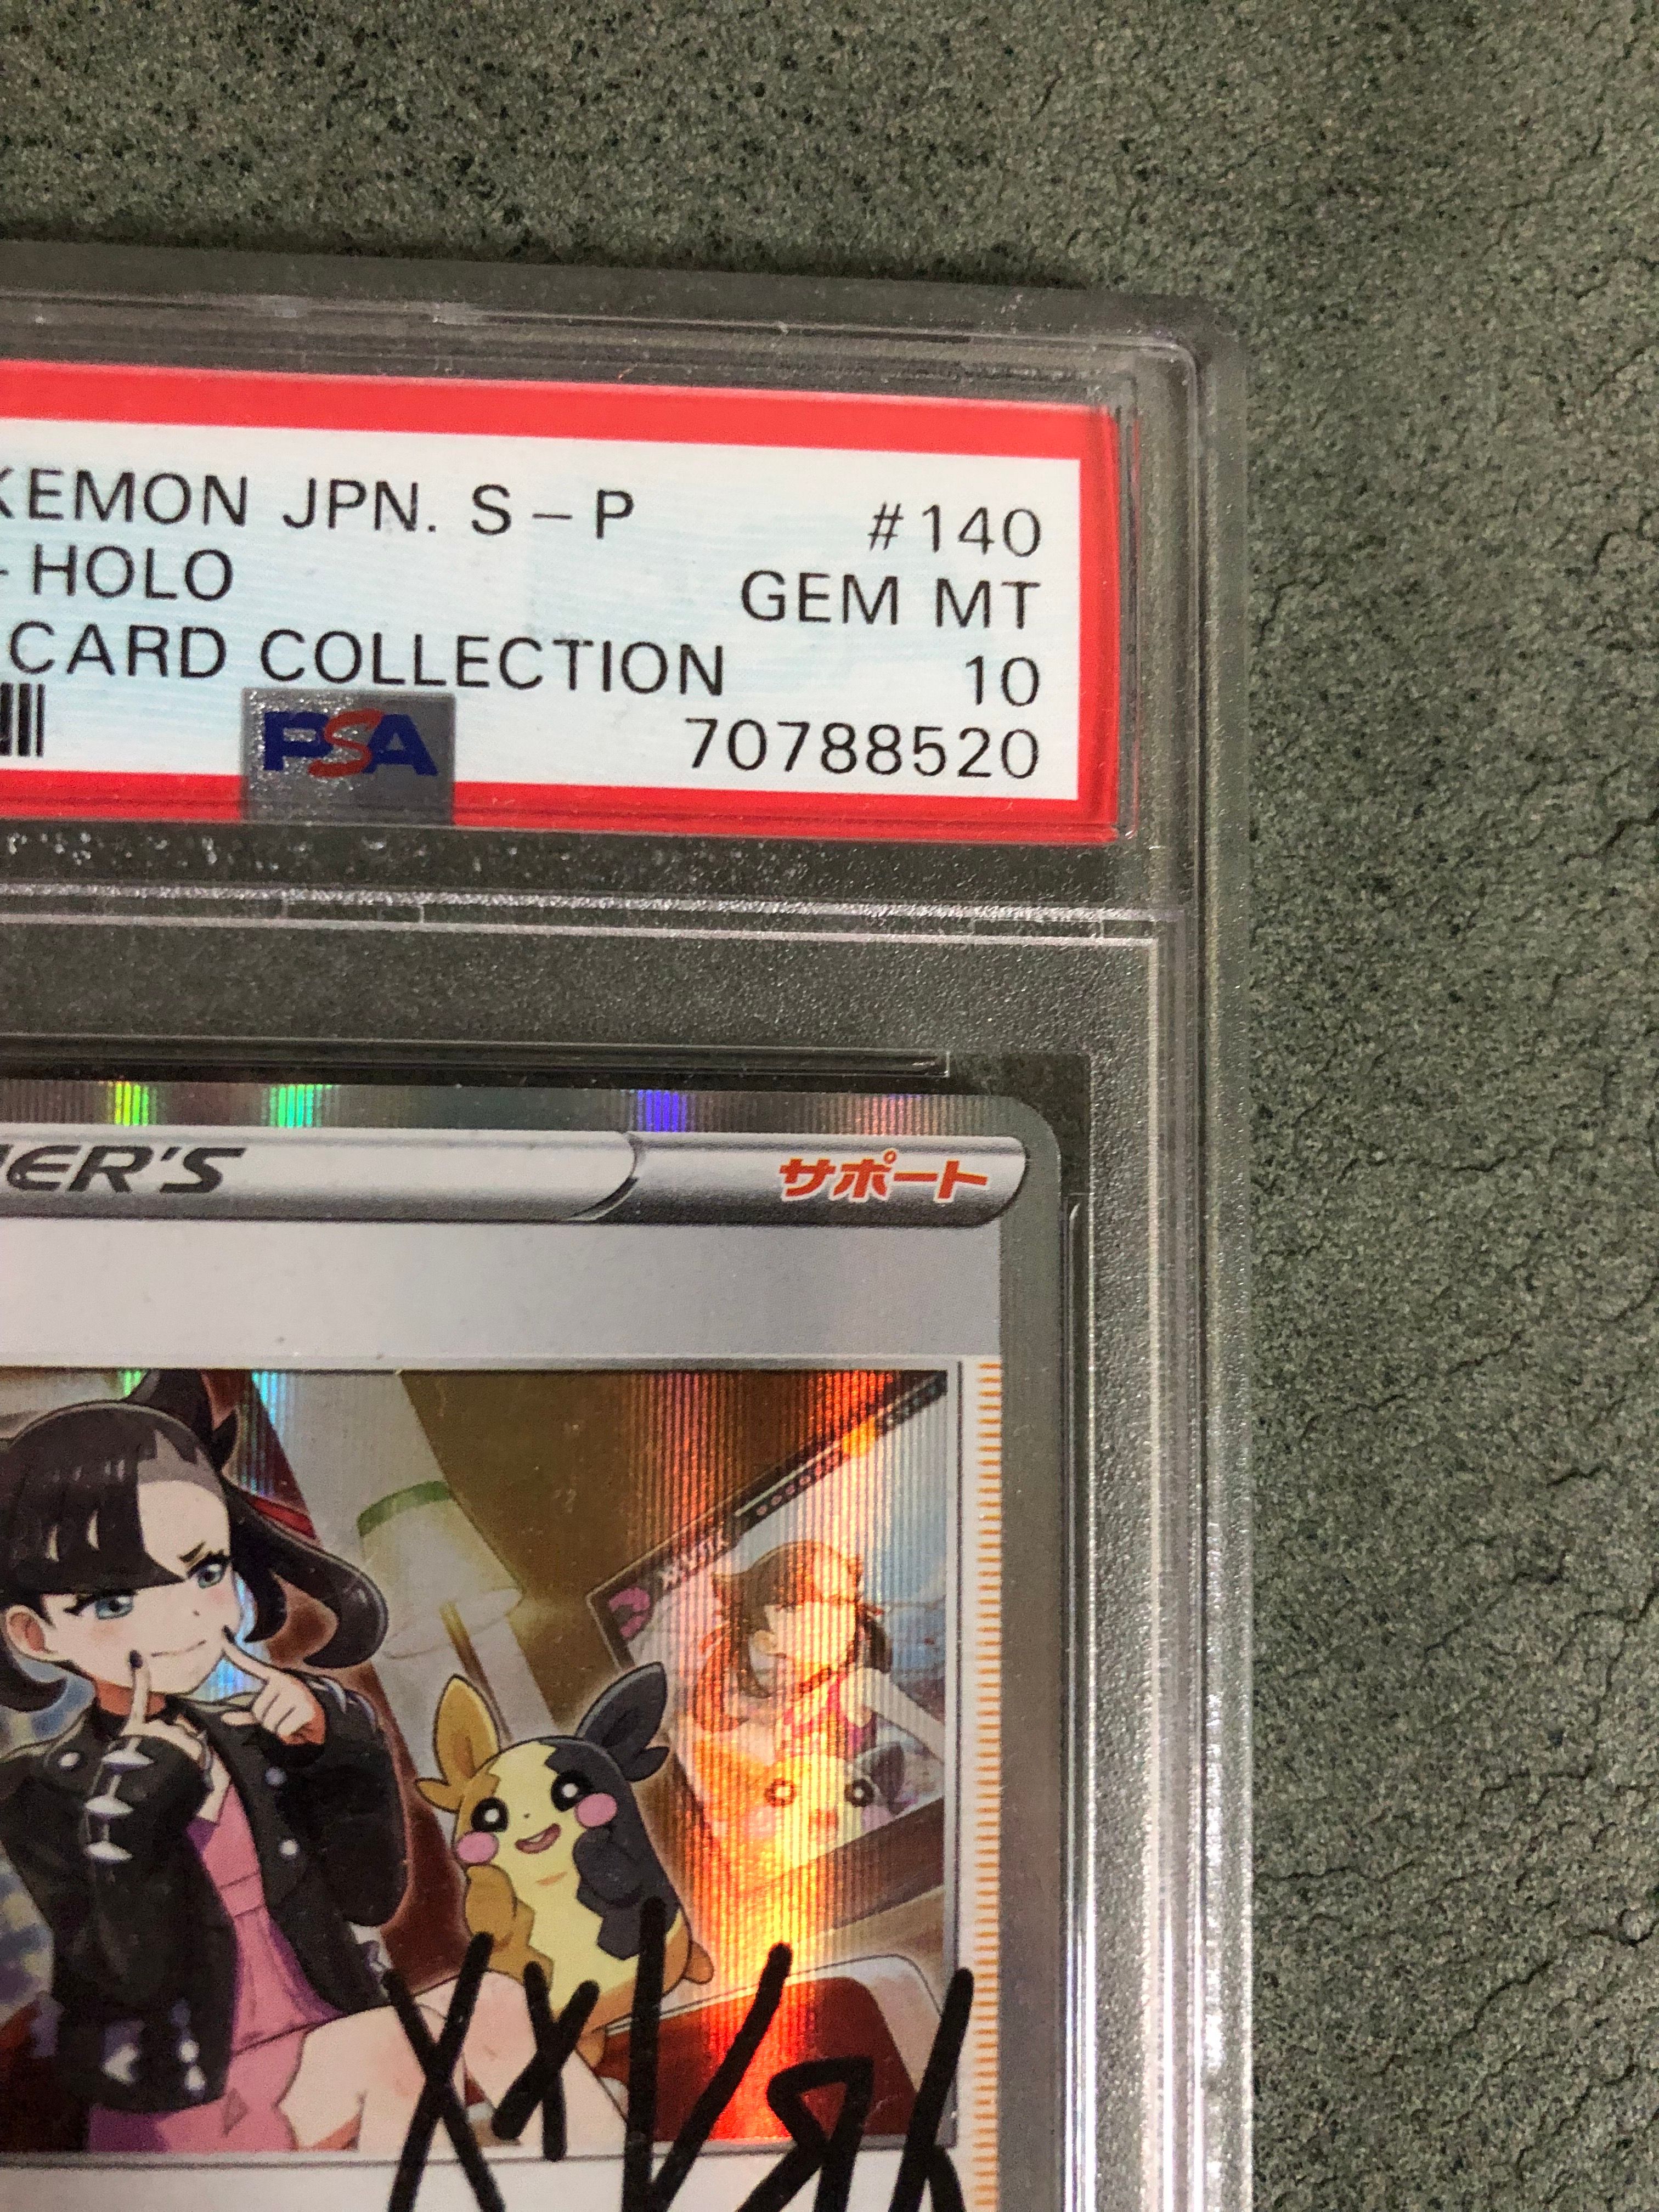 KEMON JPN. S-P #140
-HOLO GEM MT
CARD COLLECTION 10
PSA 70788520
ER'S サポート